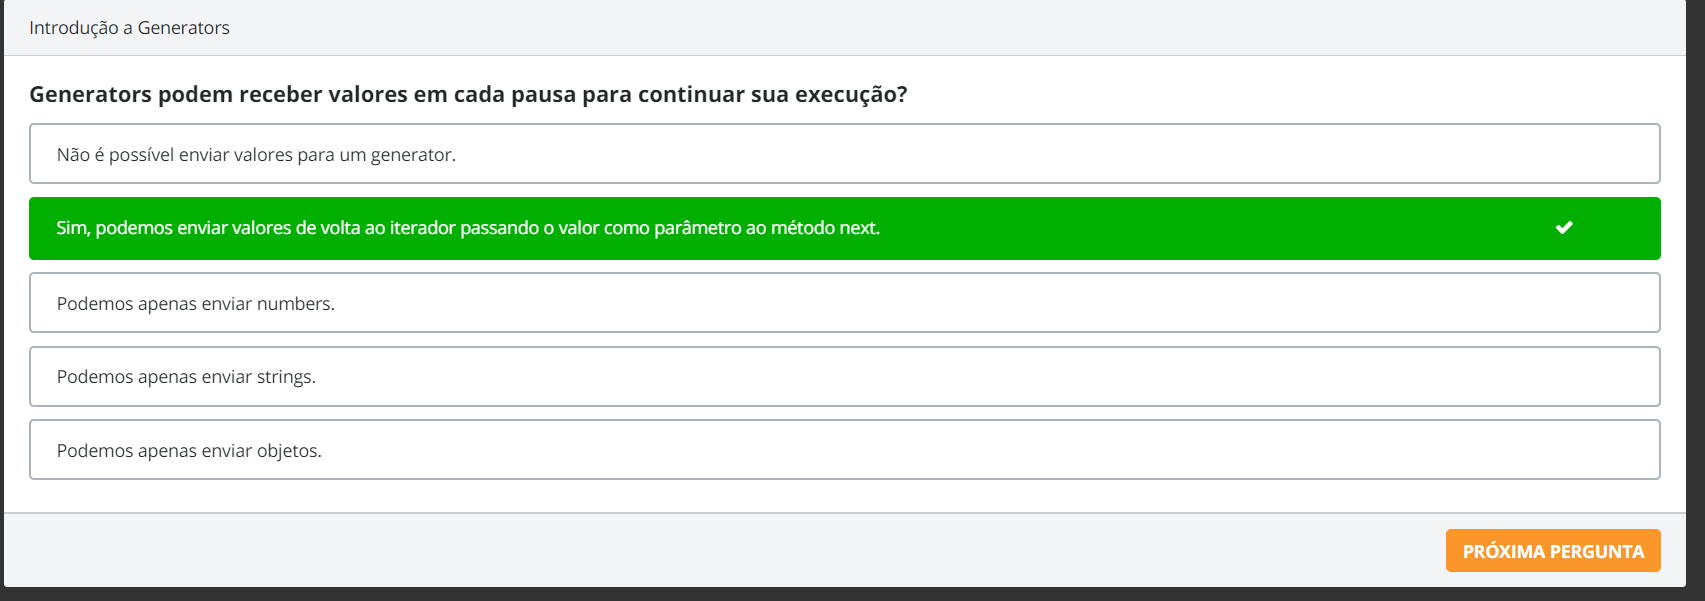 Introdução a Generators
Generators podem receber valores em cada pausa para continuar sua execução?
Não é possível enviar valores para um generator.
Sim, podemos enviar valores de volta ao iterador passando o valor como parâmetro ao método next.
Podemos apenas enviar numbers.
Podemos apenas enviar strings.
Podemos apenas enviar objetos.
PRÓXIMA PERGUNTA